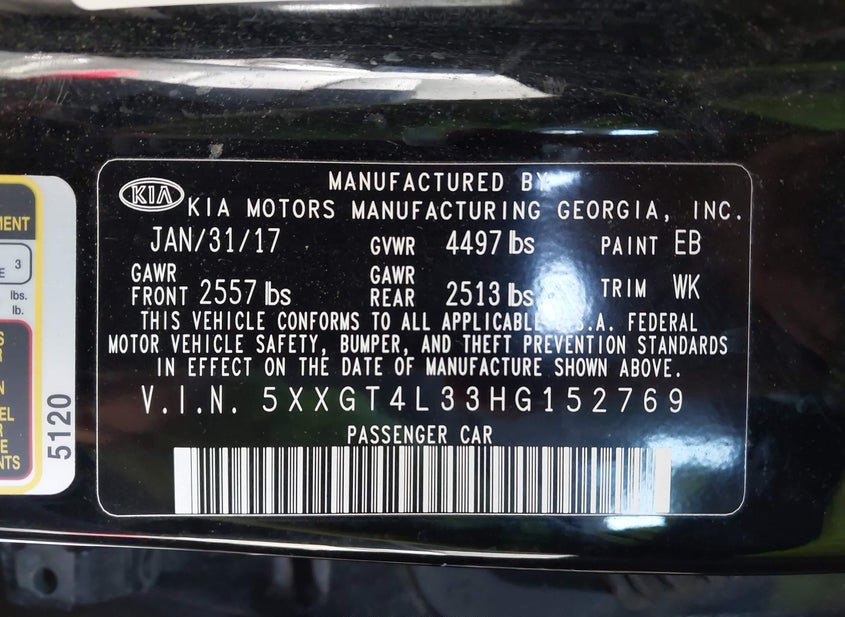 MENT
3
E
lbs.
lb.
S
R
N
EL
R
E
NTS
5120
KIA
MANUFACTURED BY
KIA MOTORS MANUFACTURING GEORGIA, INC.
JAN/31/17 GVWR 4497 lbs PAINT EB
GAWR FRONT 2557 lbs GAWR REAR 2513 lbs TRIM WK
THIS VEHICLE CONFORMS TO ALL APPLICABLE .A. FEDERAL
MOTOR VEHICLE SAFETY, BUMPER, AND THEFT PREVENTION STANDARDS
IN EFFECT ON THE DATE OF MANUFACTURE SHOWN ABOVE.
V.I.N. 5XXGT4L33HG152769
PASSENGER CAR